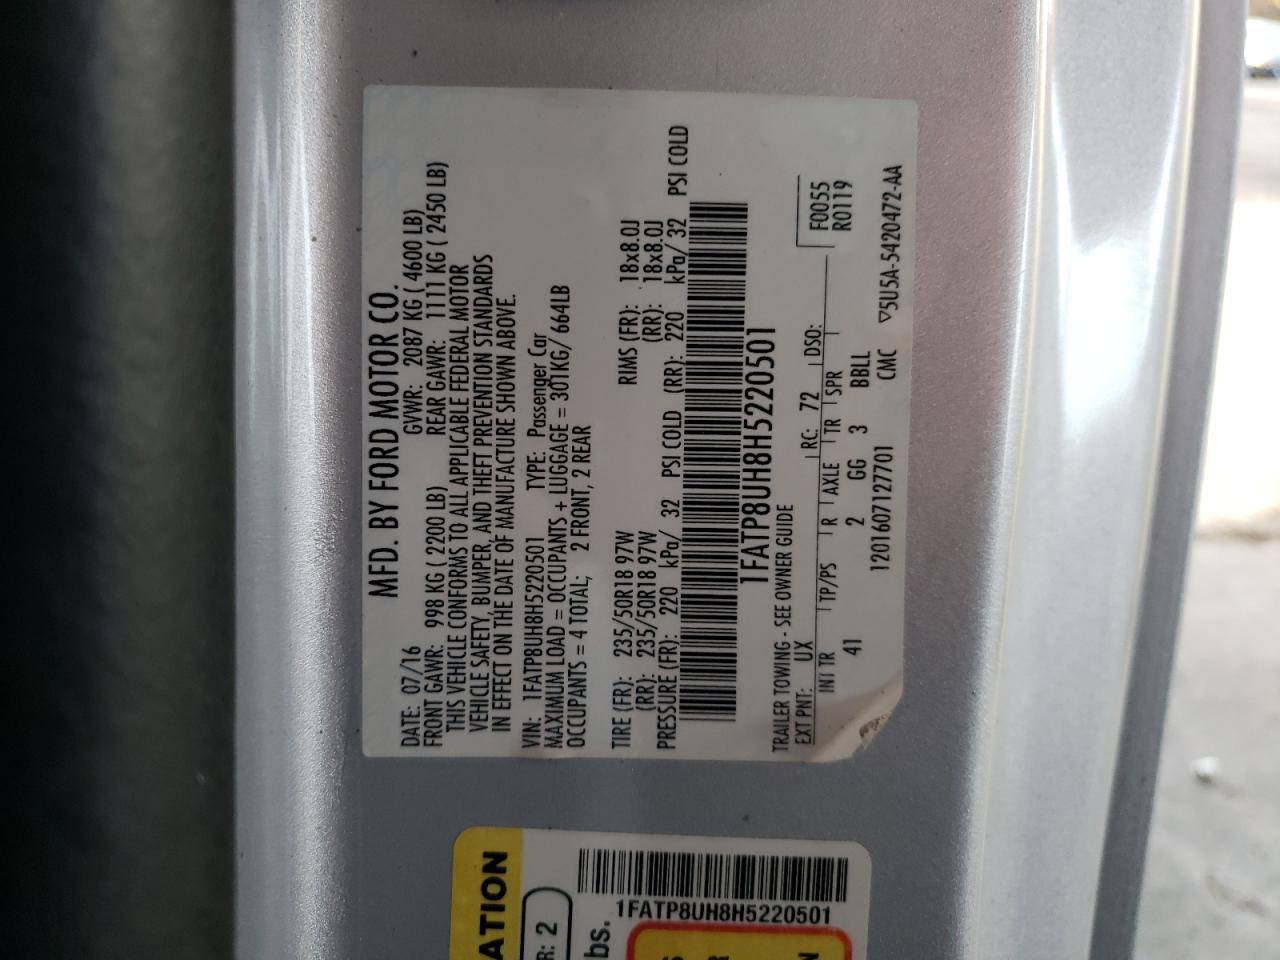 MFD. BY FORD MOTOR CO.
DATE: 07/16 GVWR: 2087 KG ( 4600 LB)
FRONT GAWR: 998 KG ( 2200 LB) REAR GAWR: 1111 KG ( 2450 LB)
THIS VEHICLE CONFORMS TO ALL APPLICABLE FEDERAL MOTOR
VEHICLE SAFETY, BUMPER, AND THEFT PREVENTION STANDARDS
IN EFFECT ON THE DATE OF MANUFACTURE SHOWN ABOVE.
VIN: 1FATP8UH8H5220501 TYPE: Passenger Car
MAXIMUM LOAD = OCCUPANTS + LUGGAGE = 301KG/ 664LB
OCCUPANTS = 4 TOTAL; 2 FRONT, 2 REAR
TIRE (FR): 235/50R18 97W RIMS (FR): 18x8.0J
(RR): 235/50R18 97W (RR): 18x8.0J
PRESSURE (FR): 220 kPa/ 32 PSI COLD (RR): 220 kPa/ 32 PSI COLD
1FATP8UH8H5220501
TRAILER TOWING - SEE OWNER GUIDE
EXT PNT: UX RC: 72 DSO: F0055
INT TR TP/PS R AXLE TR SPR R0119
41 2 GG 3 BBLL
1201607127701 CMC ▽5U5A-5420472-AA
ATION
R: 2
bs.
1FATP8UH8H5220501